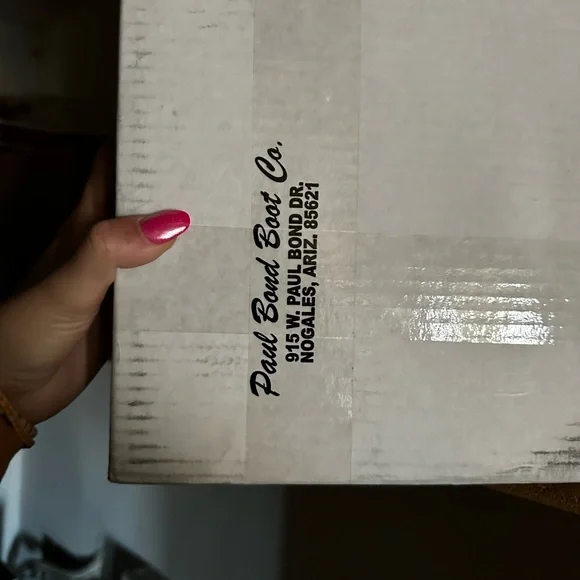 Paul Bond Boot Co.
915 W. PAUL BOND DR.
NOGALES, ARIZ. 85621